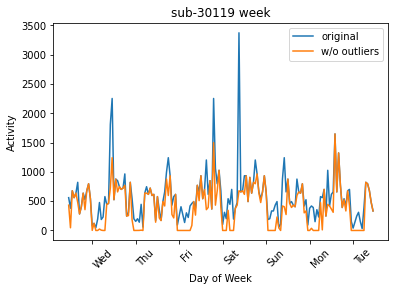 sub-30119 week
original
w/o outliers
Activity
3500
3000
2500
2000
1500
1000
500
0
Wed
Thu
Fri
Sat
Sun
Mon
Tue
Day of Week